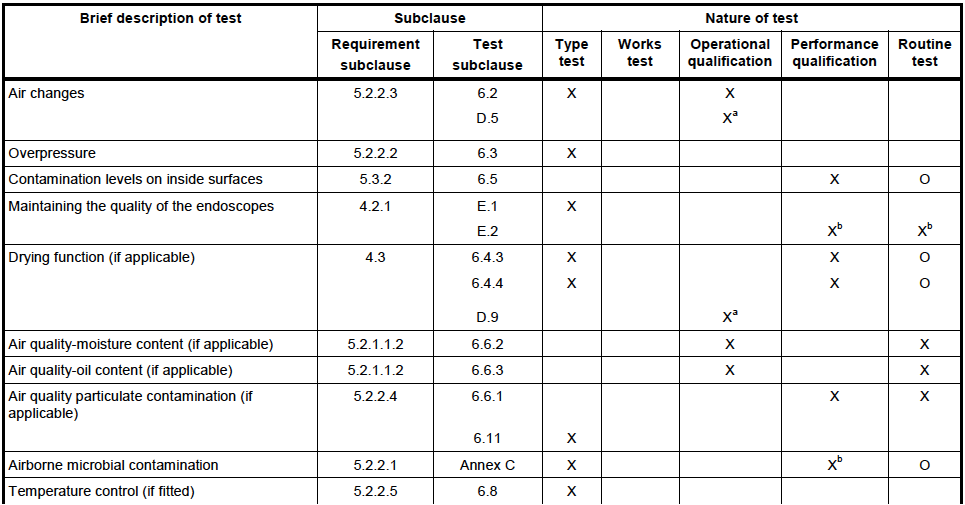 Brief description of test Subclause Nature of test
Requirement subclause Test subclause Type test Works test Operational qualification Performance qualification Routine test
Air changes 5.2.2.3 6.2 X X
D.5 Xa
Overpressure 5.2.2.2 6.3 X
Contamination levels on inside surfaces 5.3.2 6.5 X O
Maintaining the quality of the endoscopes 4.2.1 E.1 X
E.2 Xb Xb
Drying function (if applicable) 4.3 6.4.3 X X O
6.4.4 X X O
D.9 Xa
Air quality-moisture content (if applicable) 5.2.1.1.2 6.6.2 X X
Air quality-oil content (if applicable) 5.2.1.1.2 6.6.3 X X
Air quality particulate contamination (if 5.2.2.4 6.6.1 X X
applicable)
6.11 X
Airborne microbial contamination 5.2.2.1 Annex C X Xb O
Temperature control (if fitted) 5.2.2.5 6.8 X